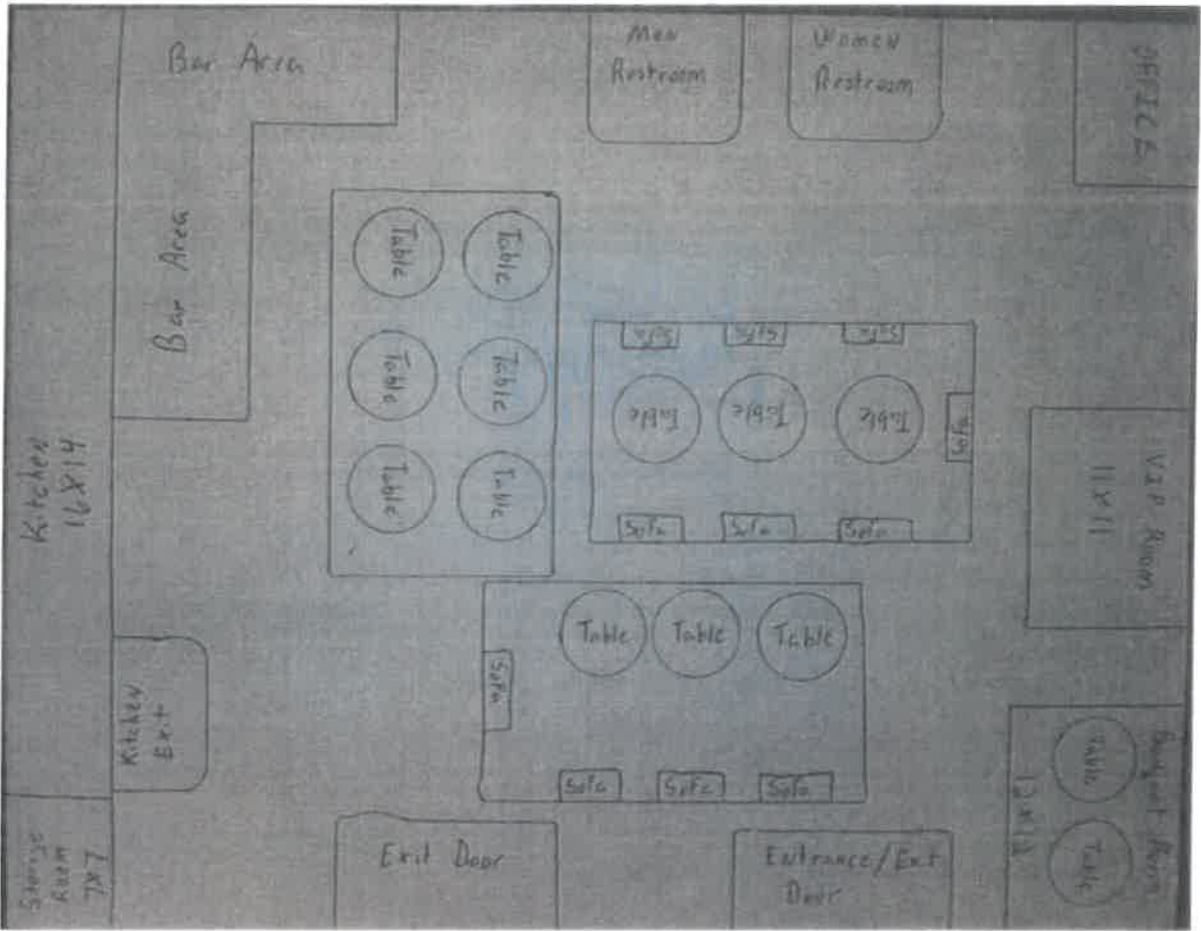 Bar Area
Men
Restroom
Women
Restroom
OFFICE
Bar Area
Table
Table
Table
Table
Table
Table
Sofa
Sofa
Sofa
Table
Table
Table
Sofa
Sofa
Sofa
Sofa
Kitchen
16X14
VIP Room
11X11
Table
Table
Table
Sofa
Sofa
Sofa
Sofa
Kitchen
Exit
Table
Table
Room
Storage
Room
Exit Door
Entrance/Exit
Door